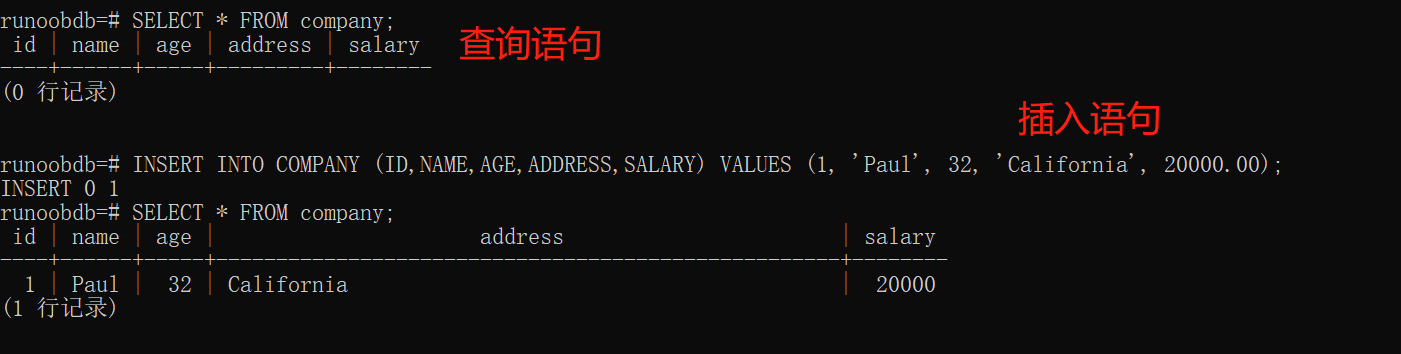 runoobdb=# SELECT * FROM company;
 id | name | age | address | salary
----+------+-----+---------+--------
(0 行记录)
查询语句
插入语句
runoobdb=# INSERT INTO COMPANY (ID,NAME,AGE,ADDRESS,SALARY) VALUES (1, 'Paul', 32, 'California', 20000.00);
INSERT 0 1
runoobdb=# SELECT * FROM company;
 id | name | age |                      address                       | salary
----+------+-----+----------------------------------------------------+--------
  1 | Paul |  32 | California                                         |  20000
(1 行记录)